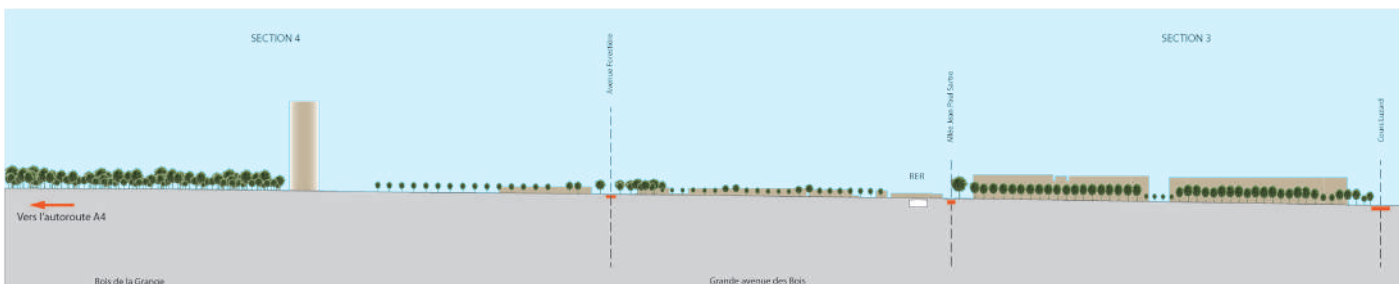 SECTION 4
SECTION 3
Avenue Forestière
Allée Jean-Paul Sartre
Cours Luzard
RER
Vers l'autoroute A4
Bois de la Grange
Grande avenue des Bois